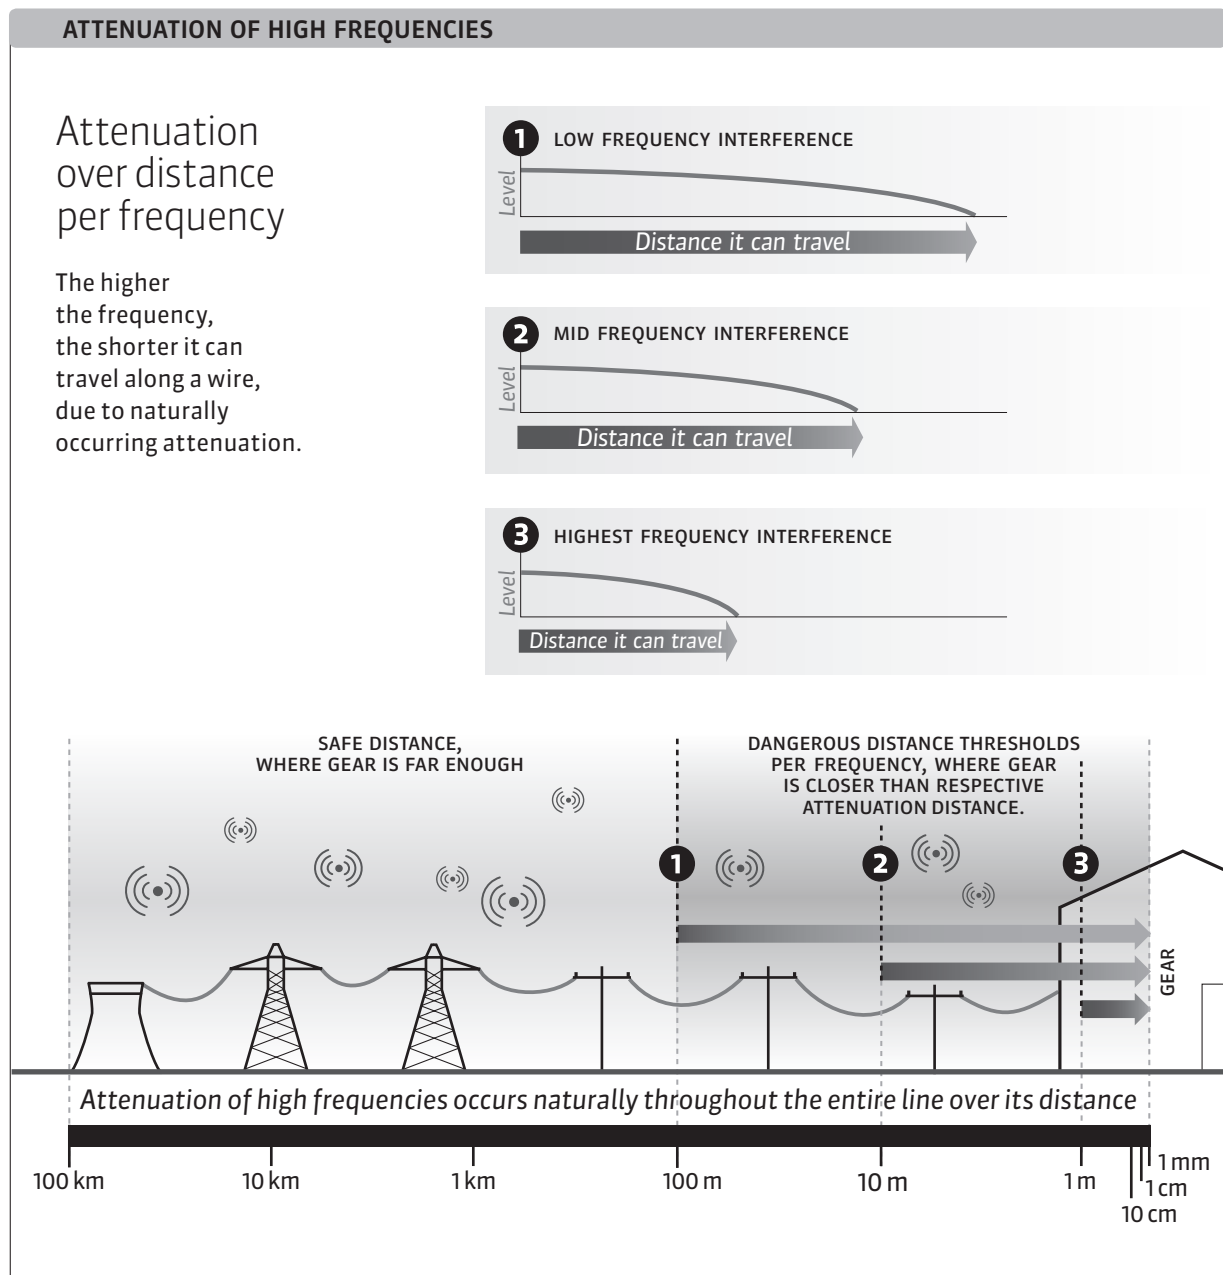 ATTENUATION OF HIGH FREQUENCIES
Attenuation
over distance
per frequency
The higher
the frequency,
the shorter it can
travel along a wire,
due to naturally
occurring attenuation.
1 LOW FREQUENCY INTERFERENCE
Level
Distance it can travel
2 MID FREQUENCY INTERFERENCE
Level
Distance it can travel
3 HIGHEST FREQUENCY INTERFERENCE
Level
Distance it can travel
SAFE DISTANCE,
WHERE GEAR IS FAR ENOUGH
DANGEROUS DISTANCE THRESHOLDS
PER FREQUENCY, WHERE GEAR
IS CLOSER THAN RESPECTIVE
ATTENUATION DISTANCE.
1
2
3
GEAR
Attenuation of high frequencies occurs naturally throughout the entire line over its distance
100 km
10 km
1 km
100 m
10 m
1 m
1 mm
1 cm
10 cm